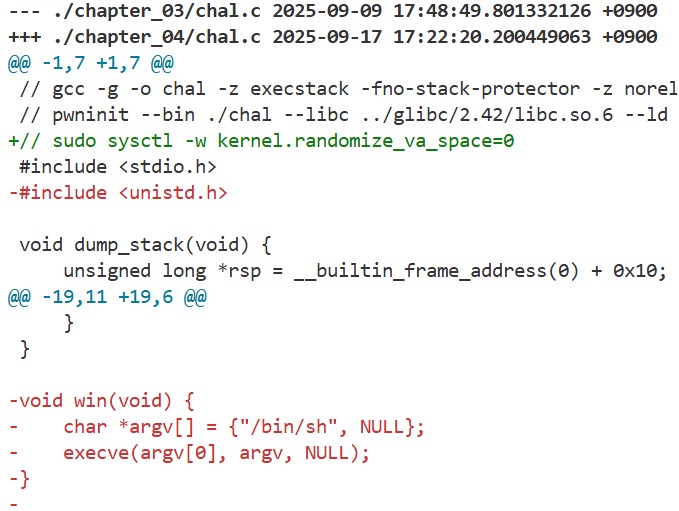 --- ./chapter_03/chal.c 2025-09-09 17:48:49.801332126 +0900
+++ ./chapter_04/chal.c 2025-09-17 17:22:20.200449063 +0900
@@ -1,7 +1,7 @@
 // gcc -g -o chal -z execstack -fno-stack-protector -z norel
 // pwninit --bin ./chal --libc ../glibc/2.42/libc.so.6 --ld
+// sudo sysctl -w kernel.randomize_va_space=0
 #include <stdio.h>
-#include <unistd.h>

 void dump_stack(void) {
     unsigned long *rsp = __builtin_frame_address(0) + 0x10;
@@ -19,11 +19,6 @@
     }
 }

-void win(void) {
-    char *argv[] = {"/bin/sh", NULL};
-    execve(argv[0], argv, NULL);
-}
-